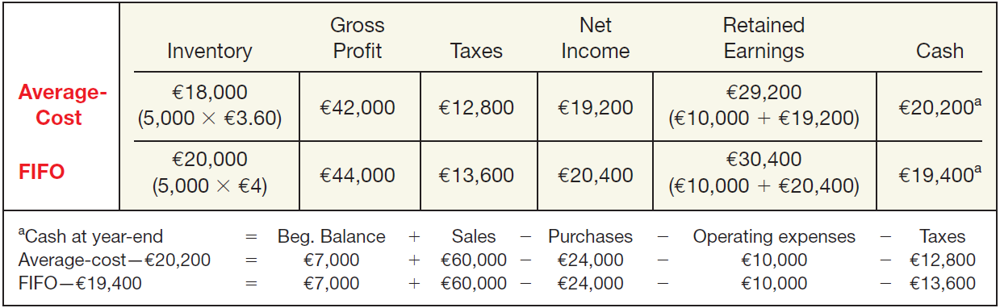 Inventory Gross Profit Taxes Net Income Retained Earnings Cash
Average-Cost €18,000 (5,000 × €3.60) €42,000 €12,800 €19,200 €29,200 (€10,000 + €19,200) €20,200ᵃ
FIFO €20,000 (5,000 × €4) €44,000 €13,600 €20,400 €30,400 (€10,000 + €20,400) €19,400ᵃ
ᵃCash at year-end = Beg. Balance + Sales − Purchases − Operating expenses − Taxes
Average-cost—€20,200 = €7,000 + €60,000 − €24,000 − €10,000 − €12,800
FIFO—€19,400 = €7,000 + €60,000 − €24,000 − €10,000 − €13,600